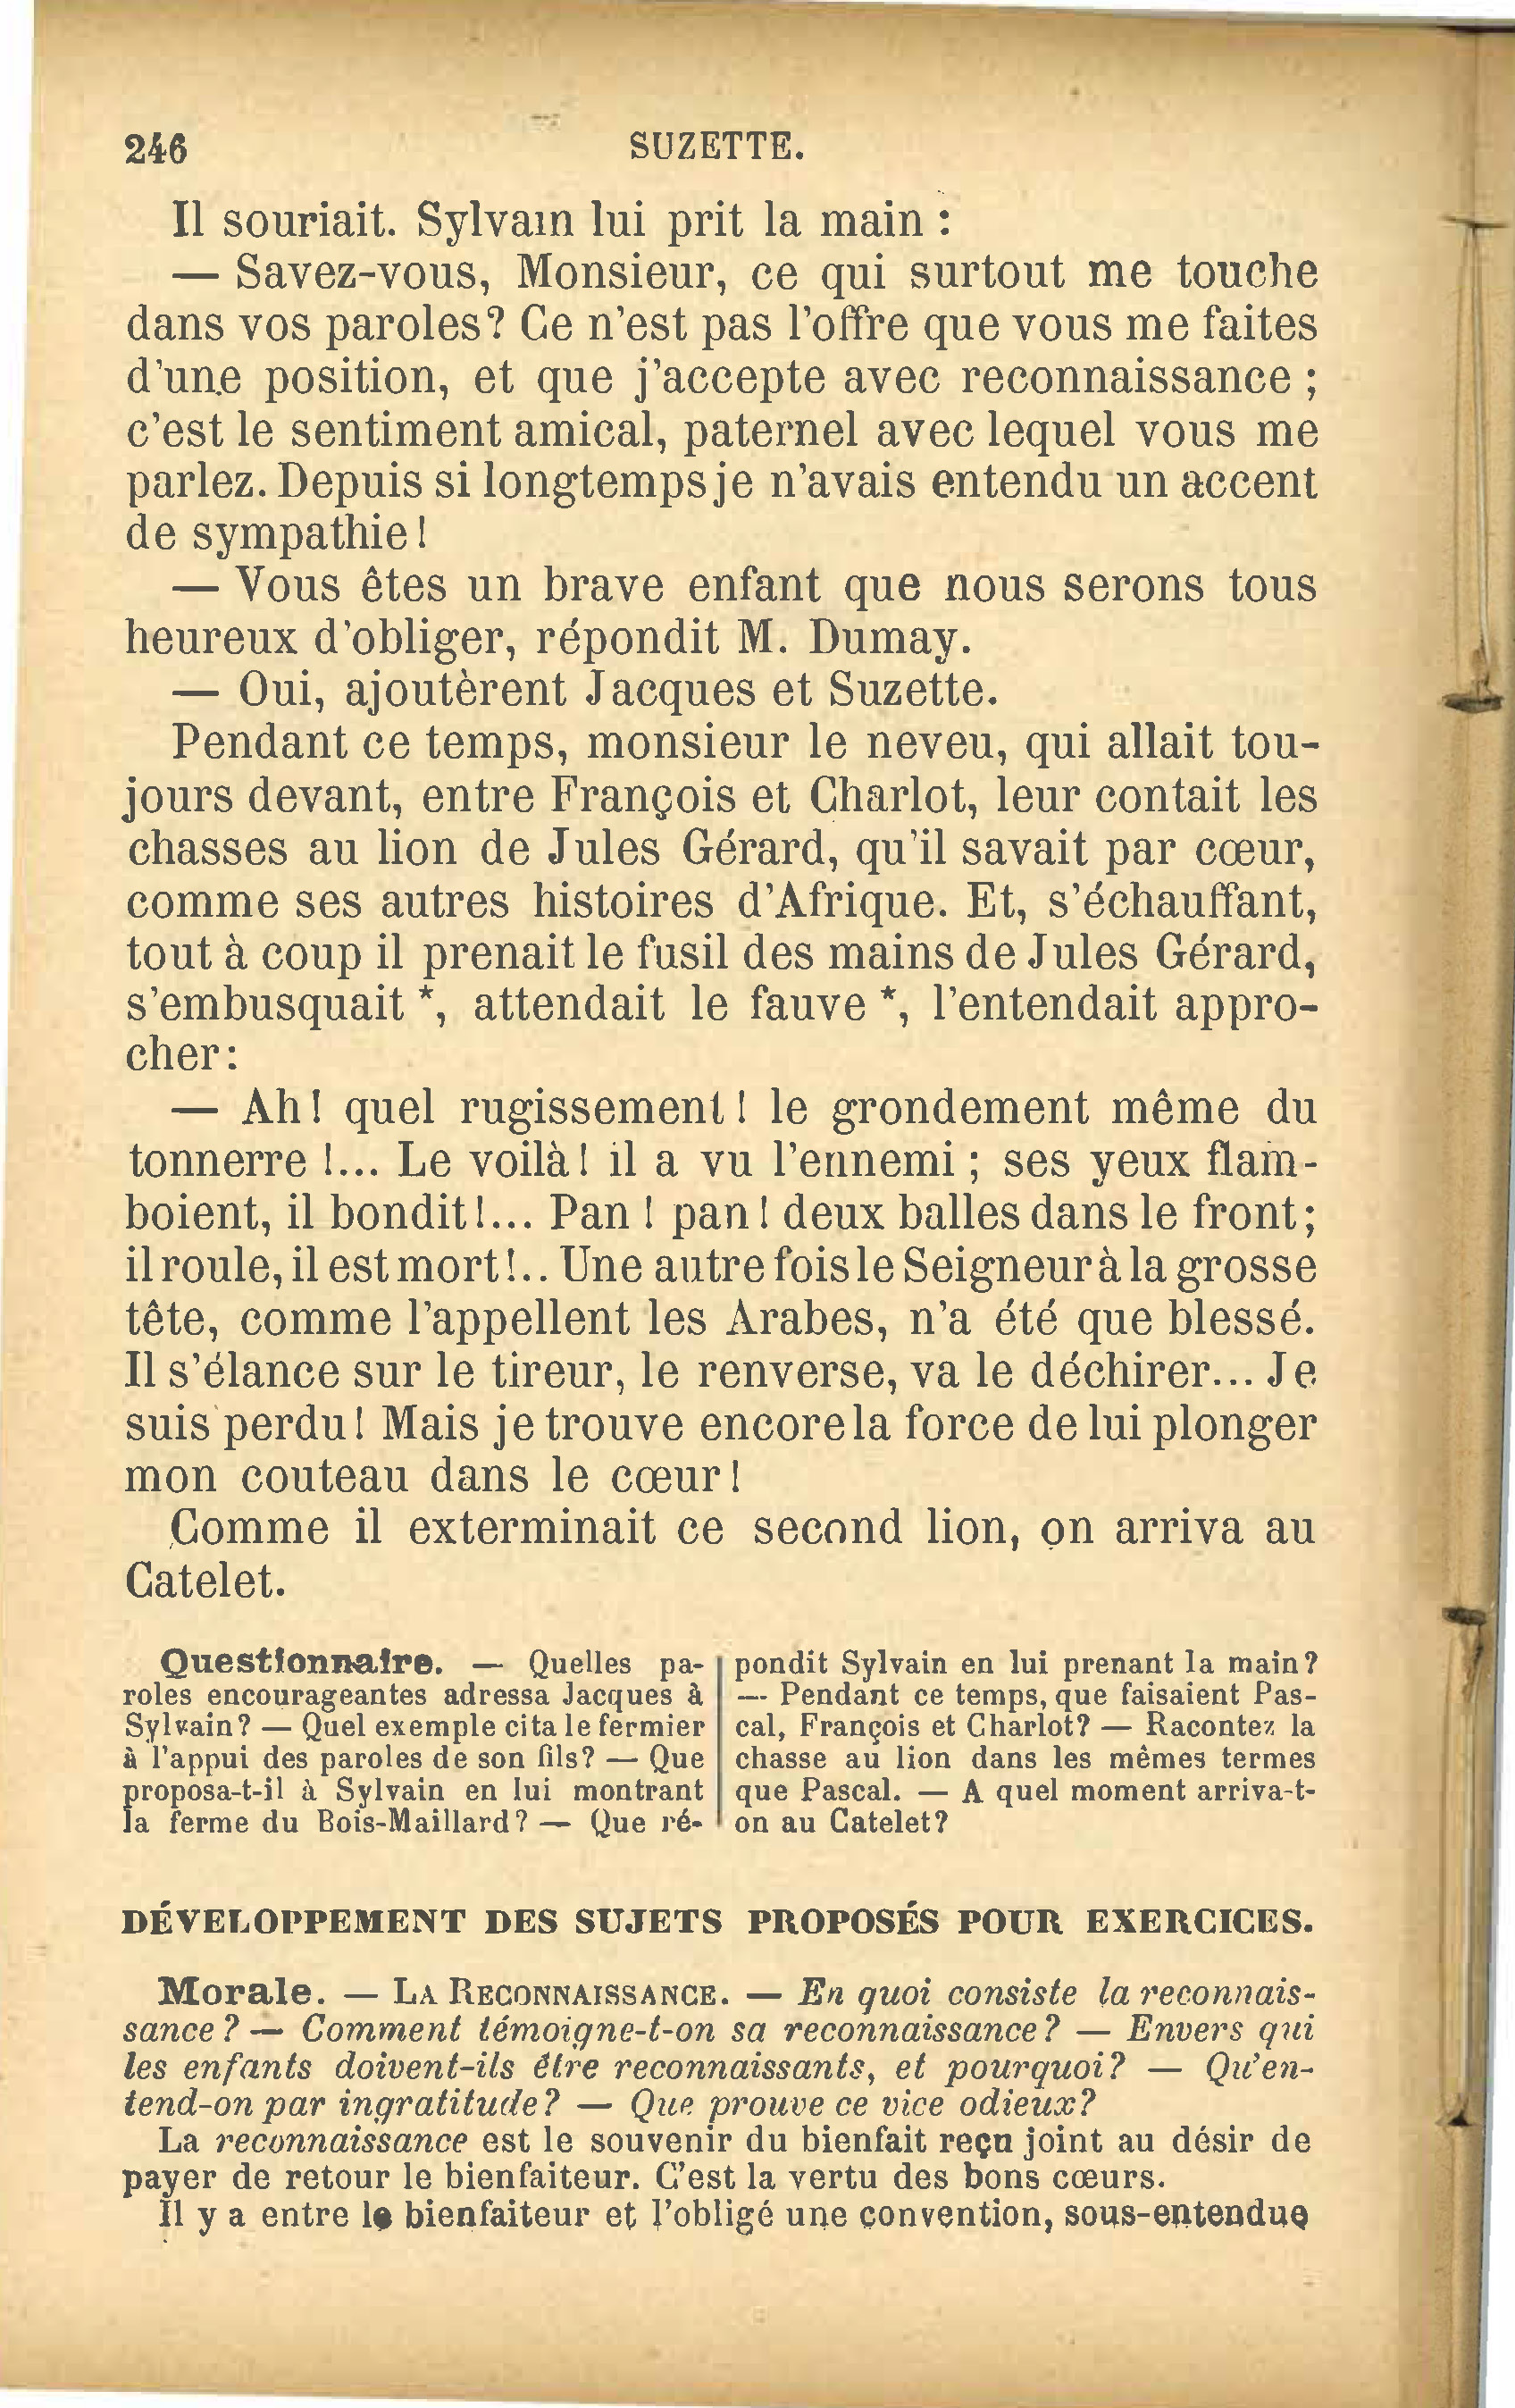 246
SUZETTE.
Il souriait. Sylvain lui prit la main :
— Savez-vous, Monsieur, ce qui surtout me touche
dans vos paroles? Ce n'est pas l'offre que vous me faites
d'une position, et que j'accepte avec reconnaissance ;
c'est le sentiment amical, paternel avec lequel vous me
parlez. Depuis si longtemps je n'avais entendu un accent
de sympathie !
— Vous êtes un brave enfant que nous serons tous
heureux d'obliger, répondit M. Dumay.
— Oui, ajoutèrent Jacques et Suzette.
Pendant ce temps, monsieur le neveu, qui allait tou-
jours devant, entre François et Charlot, leur contait les
chasses au lion de Jules Gérard, qu'il savait par cœur,
comme ses autres histoires d'Afrique. Et, s'échauffant,
tout à coup il prenait le fusil des mains de Jules Gérard,
s'embusquait *, attendait le fauve *, l'entendait appro-
cher :
— Ah ! quel rugissement ! le grondement même du
tonnerre !... Le voilà ! il a vu l'ennemi ; ses yeux flam-
boient, il bondit !... Pan ! pan ! deux balles dans le front ;
il roule, il est mort !.. Une autre fois le Seigneur à la grosse
tête, comme l'appellent les Arabes, n'a été que blessé.
Il s'élance sur le tireur, le renverse, va le déchirer... Je
suis perdu ! Mais je trouve encore la force de lui plonger
mon couteau dans le cœur !
Comme il exterminait ce second lion, on arriva au
Catelet.
Questionnaire. — Quelles pa-
roles encourageantes adressa Jacques à
Sylvain? — Quel exemple cita le fermier
à l'appui des paroles de son fils? — Que
proposa-t-il à Sylvain en lui montrant
la ferme du Bois-Maillard? — Que ré-
pondit Sylvain en lui prenant la main?
— Pendant ce temps, que faisaient Pas-
cal, François et Charlot? — Racontez la
chasse au lion dans les mêmes termes
que Pascal. — A quel moment arriva-t-
on au Catelet?
DÉVELOPPEMENT DES SUJETS PROPOSÉS POUR EXERCICES.
Morale. — LA RECONNAISSANCE. — En quoi consiste la reconnais-
sance? — Comment témoigne-t-on sa reconnaissance? — Envers qui
les enfants doivent-ils être reconnaissants, et pourquoi? — Qu'en-
tend-on par ingratitude? — Que prouve ce vice odieux?
La reconnaissance est le souvenir du bienfait reçu joint au désir de
payer de retour le bienfaiteur. C'est la vertu des bons cœurs.
Il y a entre le bienfaiteur et l'obligé une convention, sous-entendue